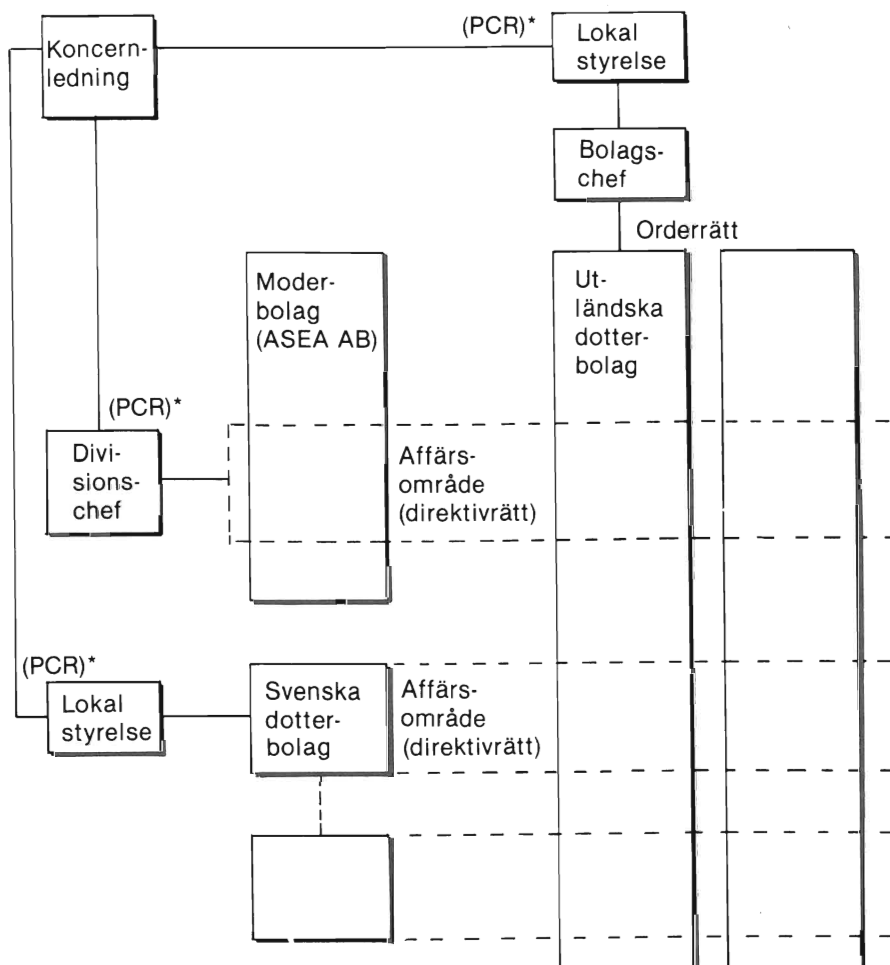 (PCR)*
Koncern-
ledning
Lokal
styrelse
Bolags-
chef
Orderrätt
Moder-
bolag
(ASEA AB)
Ut-
ländska
dotter-
bolag
(PCR)*
Divi-
sions-
chef
Affärs-
område
(direktivrätt)
(PCR)*
Lokal
styrelse
Svenska
dotter-
bolag
Affärs-
område
(direktivrätt)